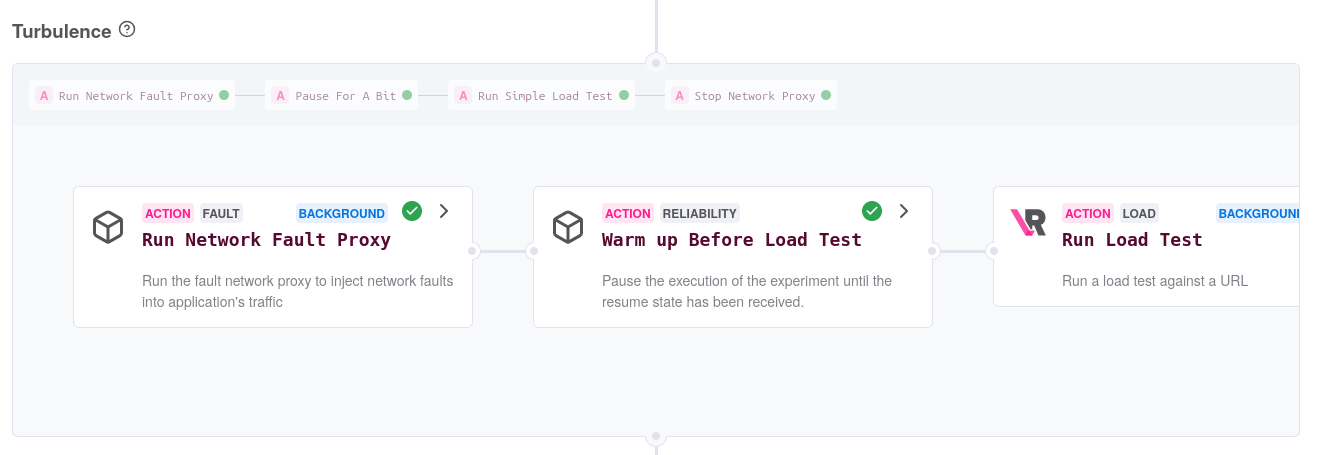 Turbulence
A Run Network Fault Proxy A Pause For A Bit A Run Simple Load Test A Stop Network Proxy
ACTION FAULT BACKGROUND
Run Network Fault Proxy
Run the fault network proxy to inject network faults
into application's traffic
ACTION RELIABILITY
Warm up Before Load Test
Pause the execution of the experiment until the
resume state has been received.
ACTION LOAD BACKGROUN
Run Load Test
Run a load test against a URL